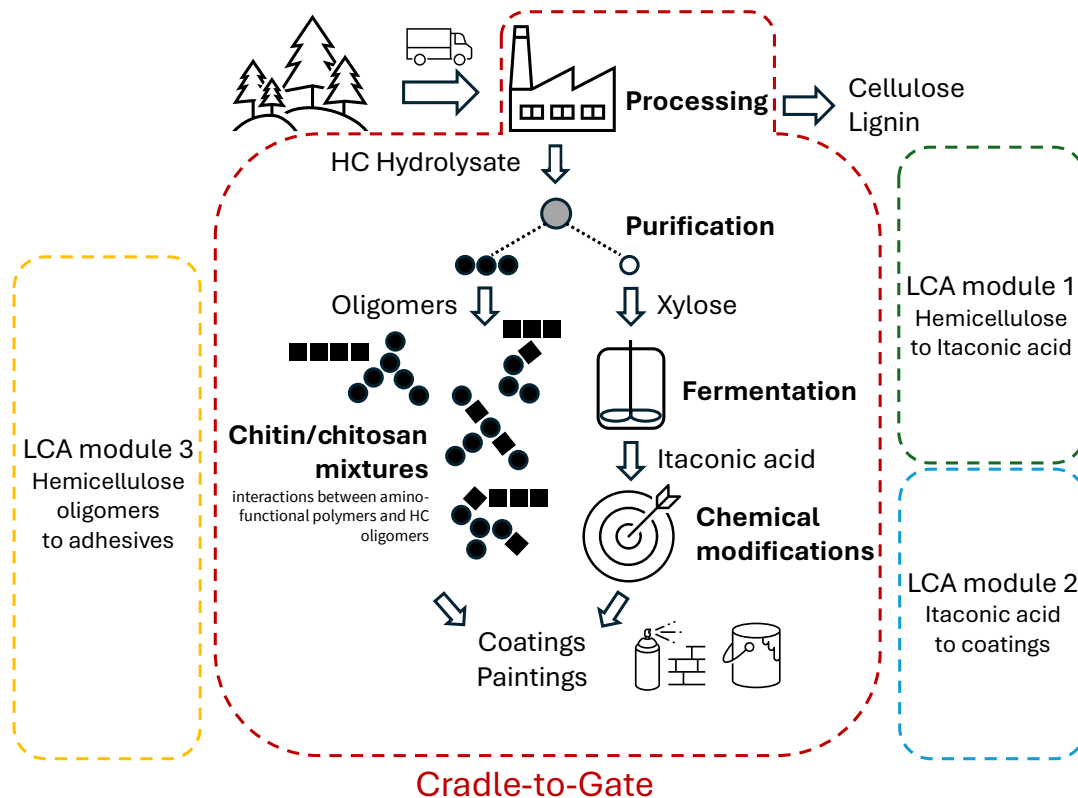 Processing
Cellulose
Lignin
HC Hydrolysate
Purification
Oligomers
Xylose
Fermentation
Chitin/chitosan
mixtures
interactions between amino-
functional polymers and HC
oligomers
Itaconic acid
Chemical
modifications
Coatings
Paintings
LCA module 1
Hemicellulose
to Itaconic acid
LCA module 2
Itaconic acid
to coatings
LCA module 3
Hemicellulose
oligomers
to adhesives
Cradle-to-Gate